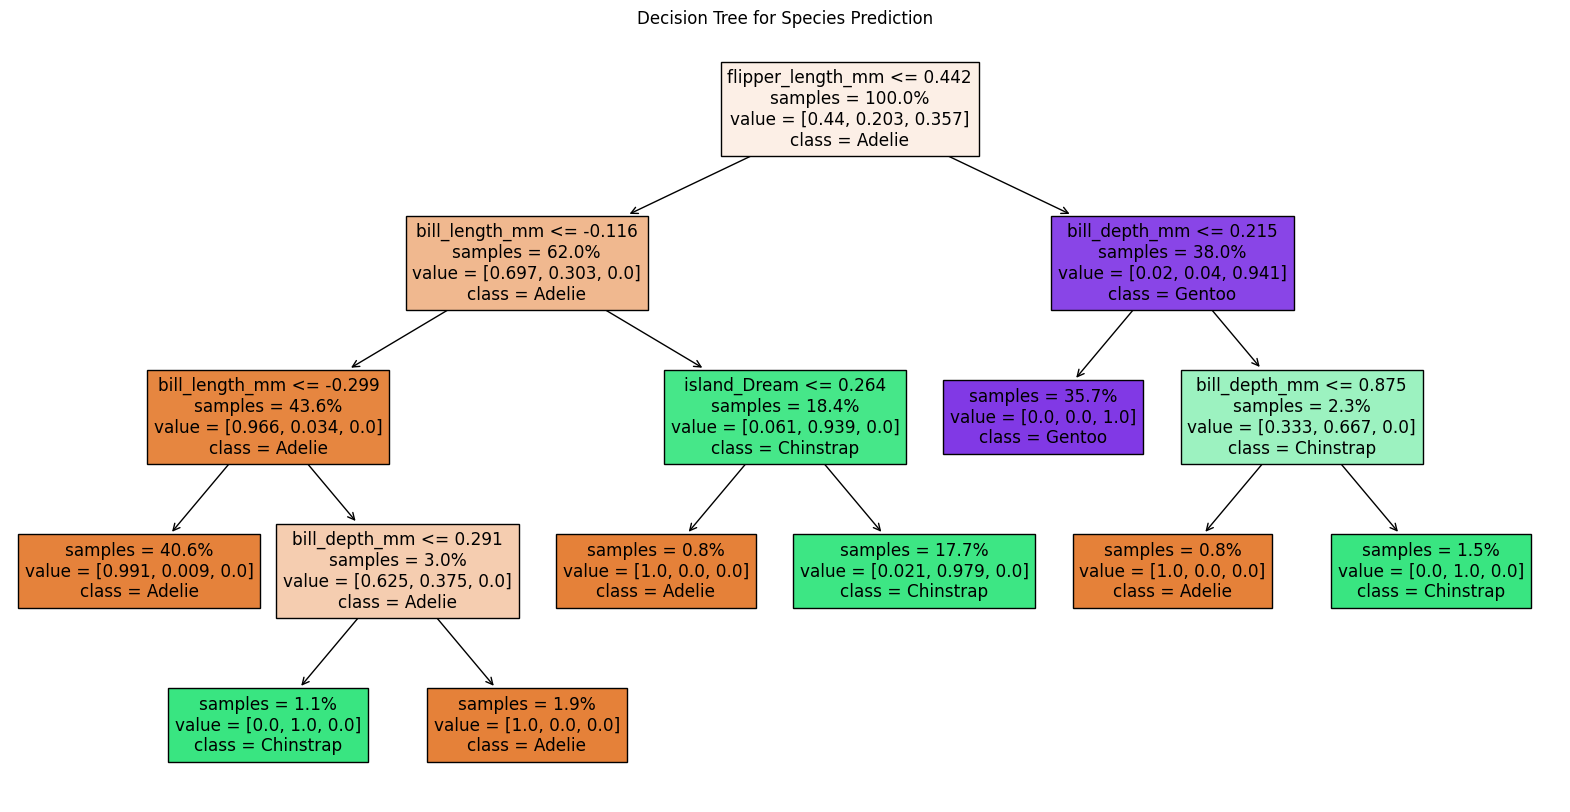 Decision Tree for Species Prediction
flipper_length_mm <= 0.442
samples = 100.0%
value = [0.44, 0.203, 0.357]
class = Adelie
bill_length_mm <= -0.116
samples = 62.0%
value = [0.697, 0.303, 0.0]
class = Adelie
bill_depth_mm <= 0.215
samples = 38.0%
value = [0.02, 0.04, 0.941]
class = Gentoo
bill_length_mm <= -0.299
samples = 43.6%
value = [0.966, 0.034, 0.0]
class = Adelie
island_Dream <= 0.264
samples = 18.4%
value = [0.061, 0.939, 0.0]
class = Chinstrap
samples = 35.7%
value = [0.0, 0.0, 1.0]
class = Gentoo
bill_depth_mm <= 0.875
samples = 2.3%
value = [0.333, 0.667, 0.0]
class = Chinstrap
samples = 40.6%
value = [0.991, 0.009, 0.0]
class = Adelie
bill_depth_mm <= 0.291
samples = 3.0%
value = [0.625, 0.375, 0.0]
class = Adelie
samples = 0.8%
value = [1.0, 0.0, 0.0]
class = Adelie
samples = 17.7%
value = [0.021, 0.979, 0.0]
class = Chinstrap
samples = 0.8%
value = [1.0, 0.0, 0.0]
class = Adelie
samples = 1.5%
value = [0.0, 1.0, 0.0]
class = Chinstrap
samples = 1.1%
value = [0.0, 1.0, 0.0]
class = Chinstrap
samples = 1.9%
value = [1.0, 0.0, 0.0]
class = Adelie